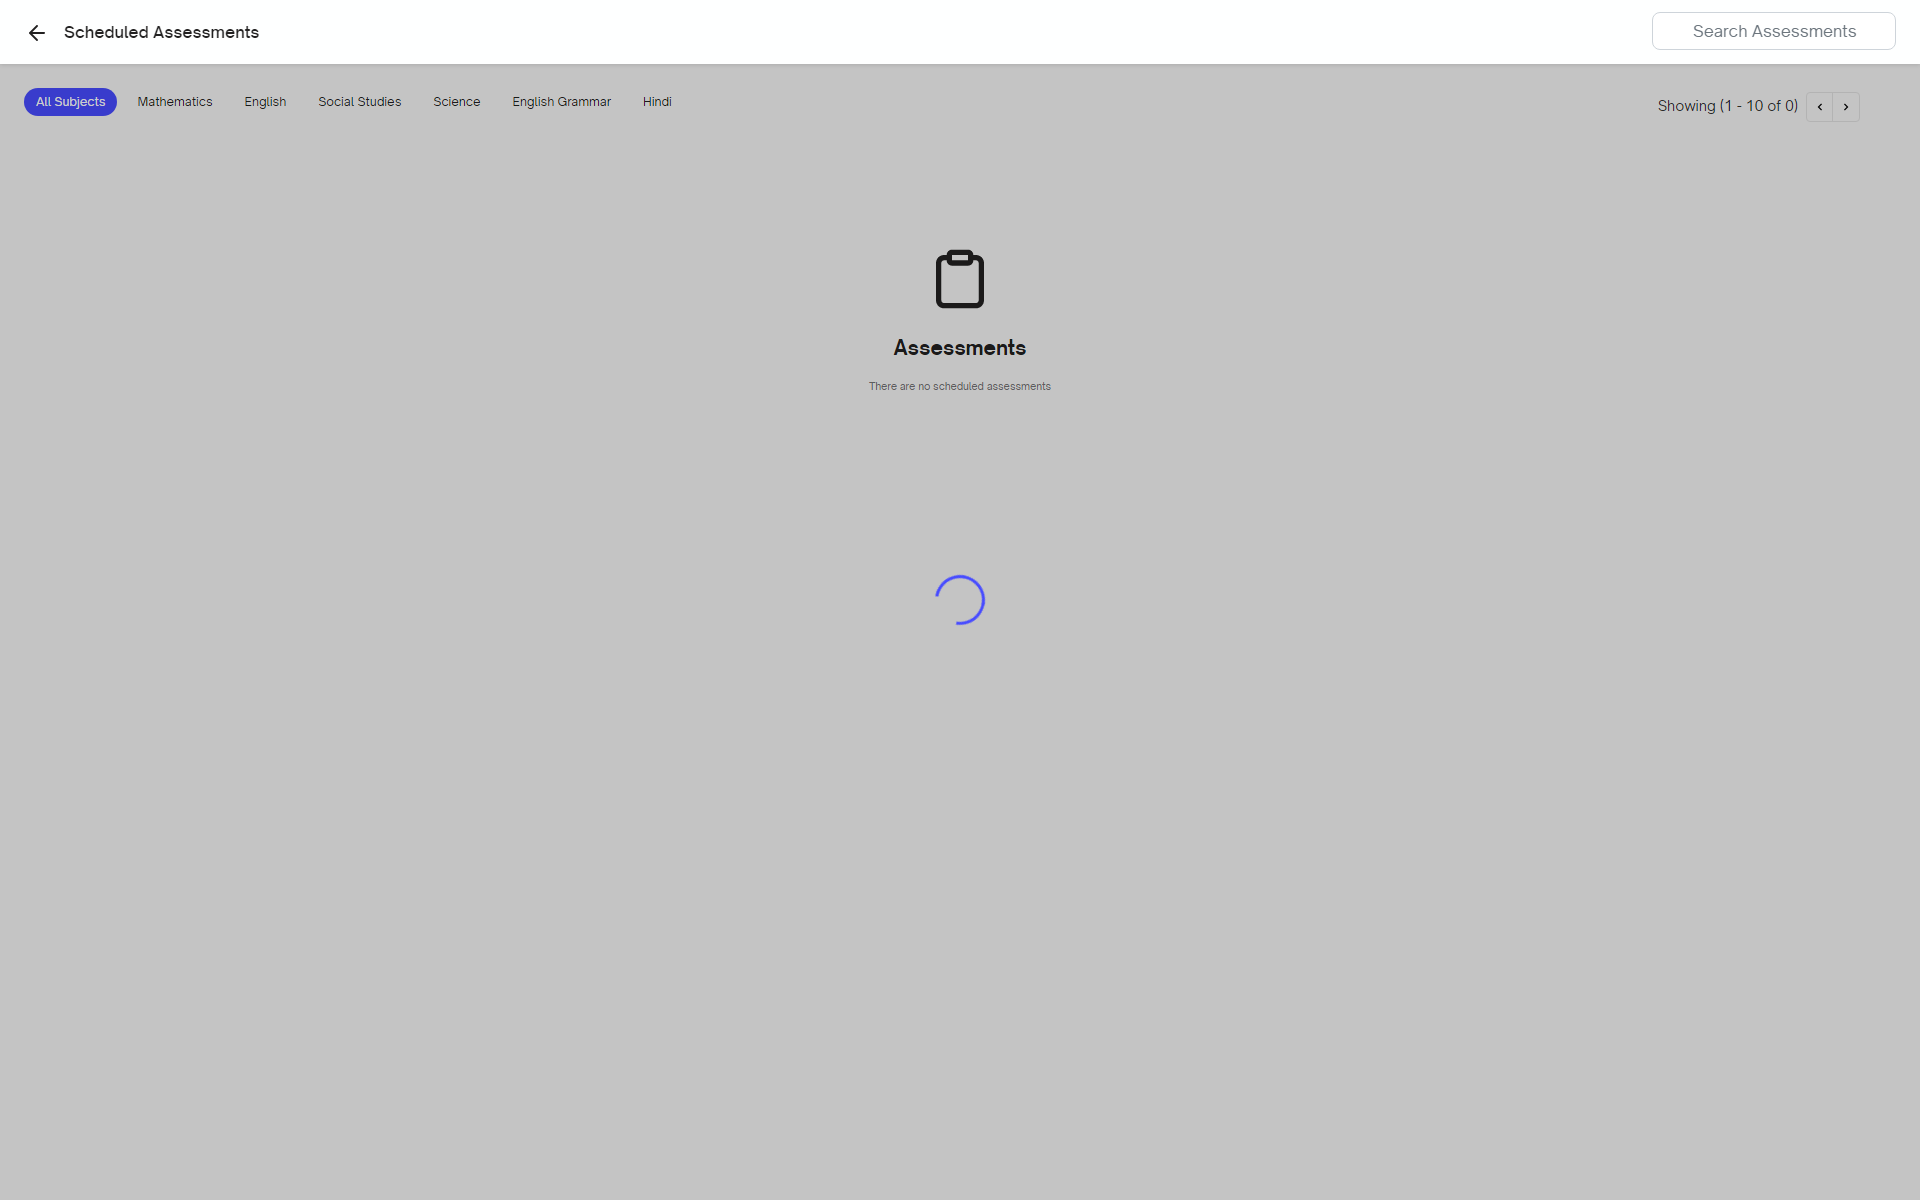 Scheduled Assessments
Search Assessments
All Subjects Mathematics English Social Studies Science English Grammar Hindi
Showing (1 - 10 of 0)
Assessments
There are no scheduled assessments